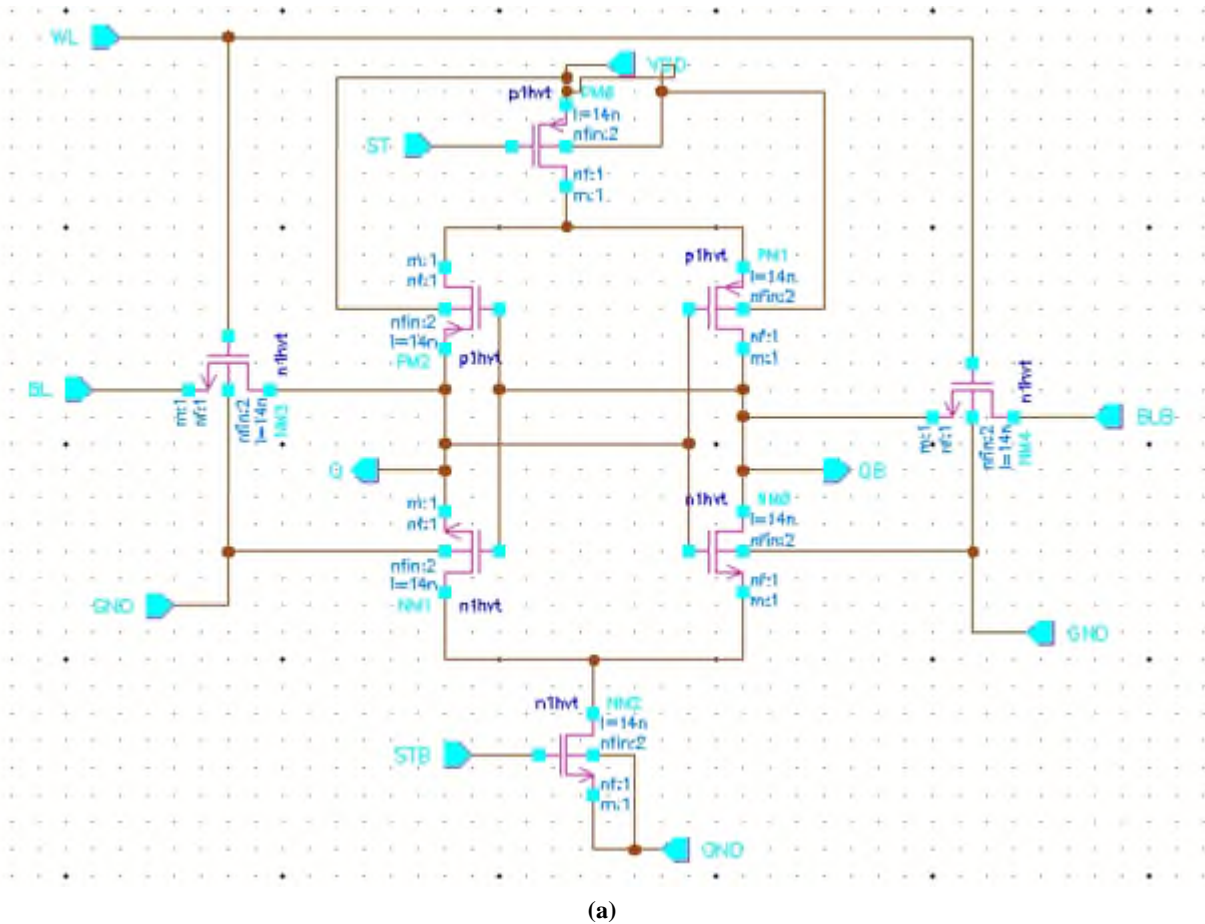 WL
VDD
p1hvt
PM0
l=14n
nfin:2
ST
nf:1
m:1
m:1
nf:1
p1hvt
PM1
l=14n
nfin:2
nfin:2
l=14n
PM2
p1hvt
nf:1
m:1
BL
m:1
nf:1
nfin:2
l=14n
NM3
n1hvt
m:1
nf:1
nfin:2
l=14n
NM4
n1hvt
BLB
Q
QB
m:1
nf:1
n1hvt
NM0
l=14n
nfin:2
nfin:2
l=14n
NM1
n1hvt
nf:1
m:1
GND
GND
n1hvt
NM2
l=14n
nfin:2
STB
nf:1
m:1
GND
(a)